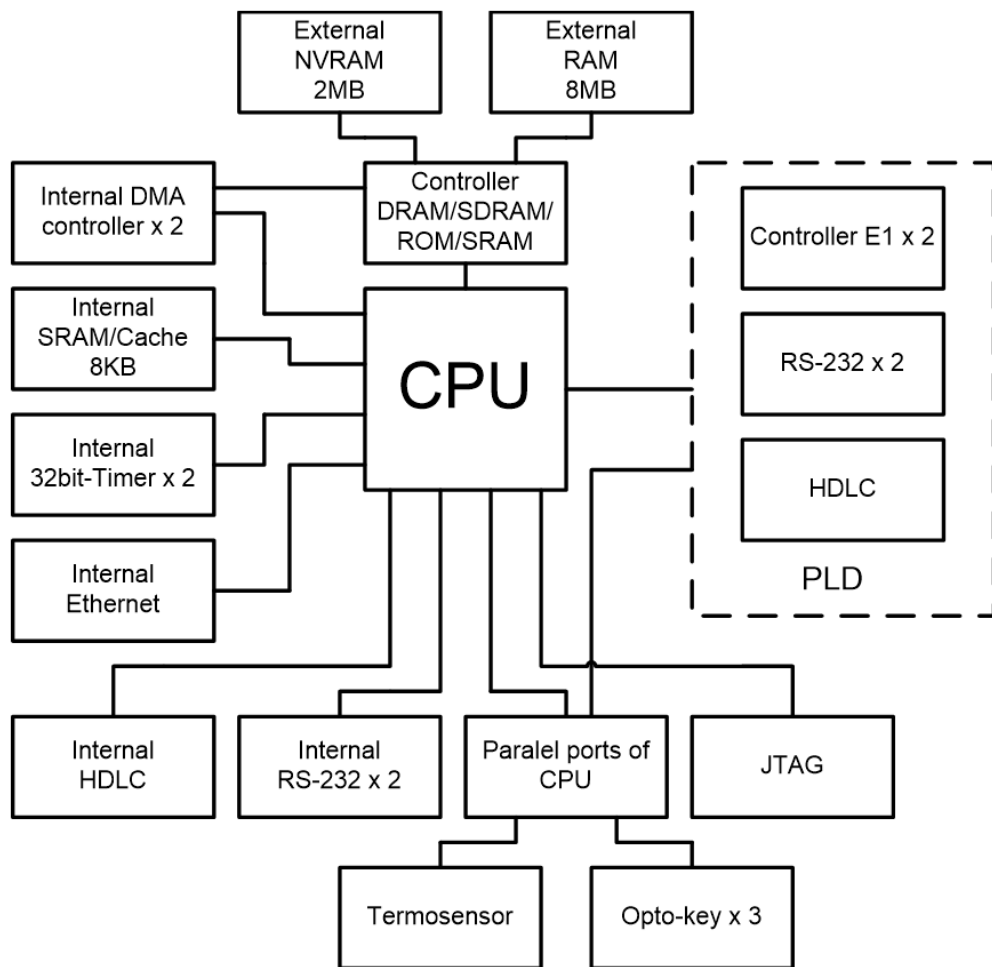 External
NVRAM
2MB
External
RAM
8MB
Internal DMA
controller x 2
Controller
DRAM/SDRAM/
ROM/SRAM
Controller E1 x 2
Internal
SRAM/Cache
8KB
CPU
RS-232 x 2
Internal
32bit-Timer x 2
HDLC
Internal
Ethernet
PLD
Internal
HDLC
Internal
RS-232 x 2
Paralel ports of
CPU
JTAG
Termosensor
Opto-key x 3